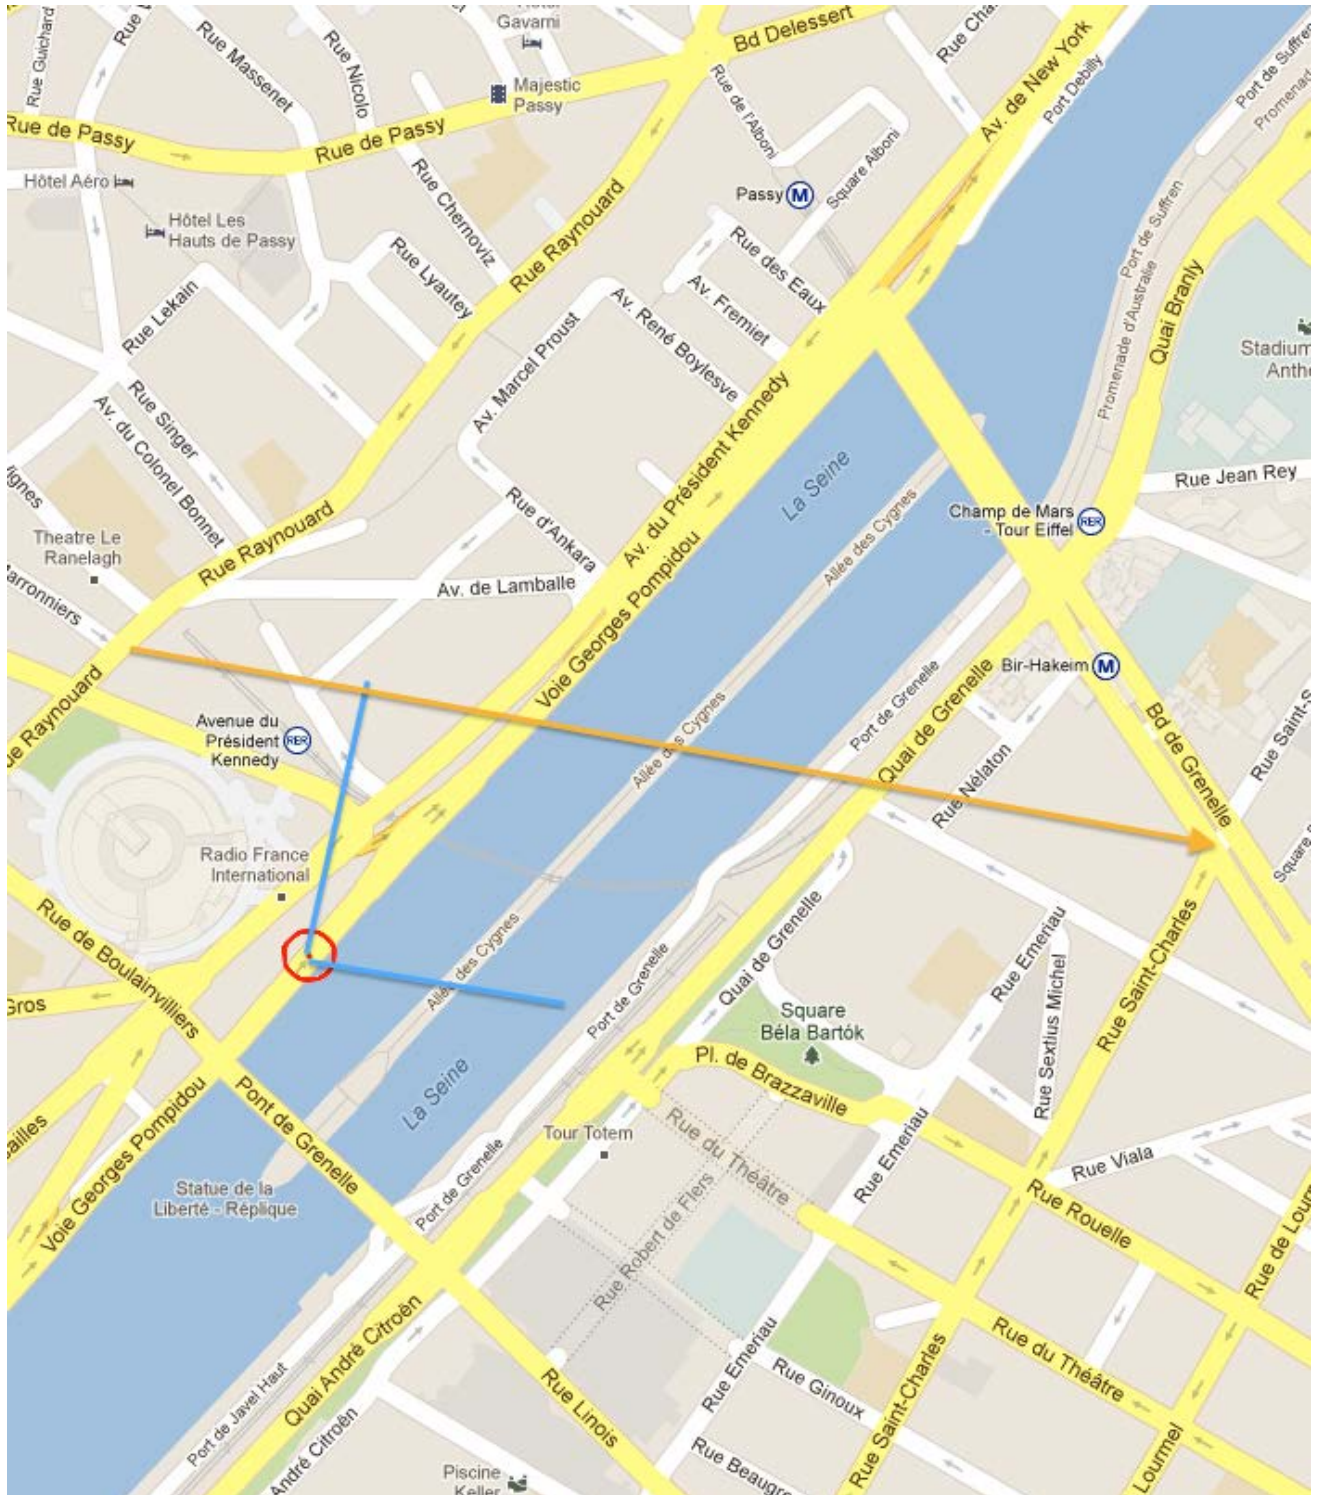 Gavarni
Bd Delessert
Av. de New York
Port Debilly
Port de Suffren
Rue Guichard
Rue Massenet
Rue Nicolo
Majestic
Passy
Rue de l'Alboni
Rue de Passy
Rue de Passy
Hôtel Aéro
Hôtel Les
Hauts de Passy
Rue Chernoviz
Passy M
Square Alboni
Port de Suffren
Promenade d'Australie
Rue Raynouard
Rue Lyautey
Rue des Eaux
Av. Fremiet
Quai Branly
Rue Lekain
Av. Marcel Proust
Av. René Boylesve
Stadium
Rue Singer
Av. du Colonel Bonnet
Av. du Président Kennedy
La Seine
Rue Jean Rey
Rue d'Ankara
Champ de Mars
- Tour Eiffel RER
Allée des Cygnes
Theatre Le
Ranelagh
Rue Raynouard
Av. de Lamballe
Voie Georges Pompidou
Port de Grenelle
Bir-Hakeim M
Quai de Grenelle
Bd de Grenelle
Allée des Cygnes
Avenue du
Président
Kennedy
RER
Rue Nélaton
Radio France
International
Rue de Boulainvilliers
Allée des Cygnes
Port de Grenelle
Quai de Grenelle
Rue Emeriau
Rue Sextius Michel
Rue Saint-Charles
Square
Béla Bartók
Pl. de Brazzaville
Pont de Grenelle
La Seine
Voie Georges Pompidou
Tour Totem
Rue du Théâtre
Rue Emeriau
Rue Viala
Rue Rouelle
Statue de la
Liberté - Réplique
Port de Grenelle
Rue Robert de Flers
Quai André Citroën
Port de Javel Haut
Rue Linois
Rue Emeriau
Rue Ginoux
Rue Saint-Charles
Rue du Théâtre
André Citroën
Lourmel
Piscine
Keller